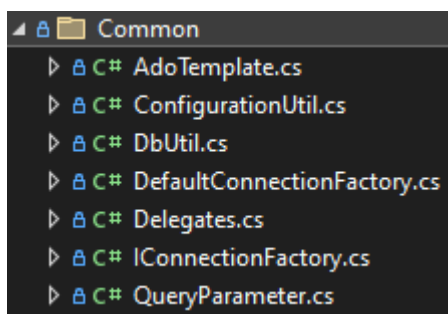 Common
C# AdoTemplate.cs
C# ConfigurationUtil.cs
C# DbUtil.cs
C# DefaultConnectionFactory.cs
C# Delegates.cs
C# IConnectionFactory.cs
C# QueryParameter.cs